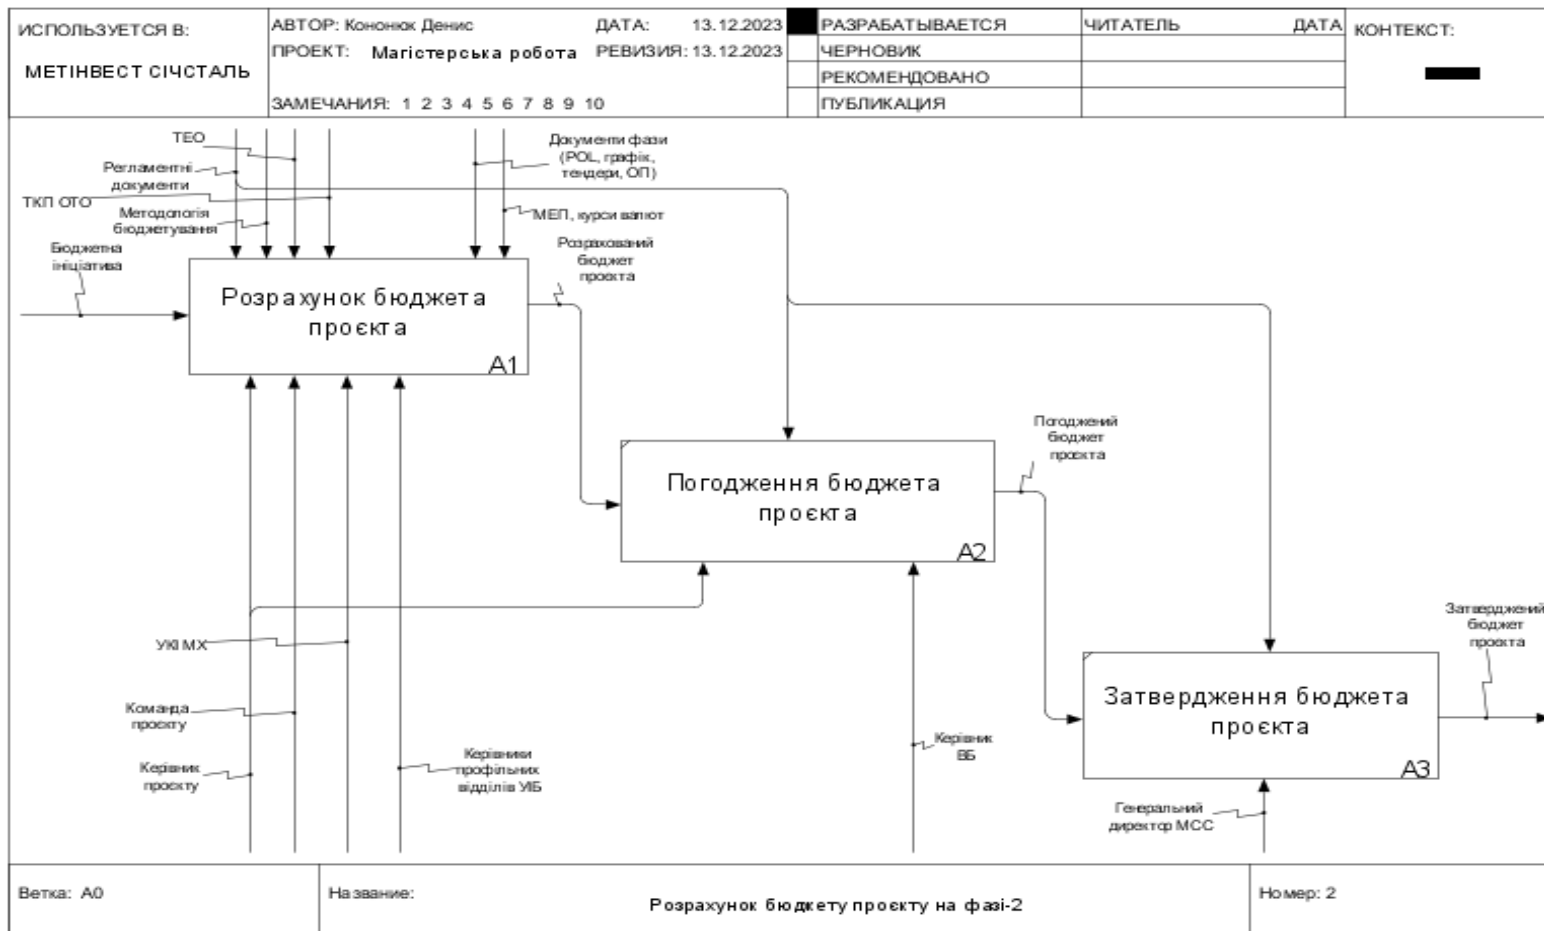 ИСПОЛЬЗУЕТСЯ В:
МЕТІНВЕСТ СІЧСТАЛЬ
АВТОР: Кононюк Денис
ДАТА: 13.12.2023
ПРОЕКТ: Магістерська робота
РЕВИЗИЯ: 13.12.2023
ЗАМЕЧАНИЯ: 1 2 3 4 5 6 7 8 9 10
РАЗРАБАТЫВАЕТСЯ
ЧЕРНОВИК
РЕКОМЕНДОВАНО
ПУБЛИКАЦИЯ
ЧИТАТЕЛЬ
ДАТА
КОНТЕКСТ:
ТЕО
Регламентні
документи
ТКП ОТО
Методологія
бюджетування
Бюджетна
ініціатива
Документи фази
(POL, графік,
тендери, ОП)
МЕП, курси валют
Розрахований
бюджет
проєкта
Розрахунок бюджета
проєкта
А1
Погодження бюджета
проєкта
А2
Погоджений
бюджет
проєкта
Затвердження бюджета
проєкта
А3
Затверджений
бюджет
проєкта
УКІ МХ
Команда
проєкту
Керівник
проєкту
Керівники
профільних
відділів УІБ
Керівник
ВБ
Генеральний
директор МСС
Ветка: А0
Название:
Розрахунок бюджету проєкту на фазі-2
Номер: 2